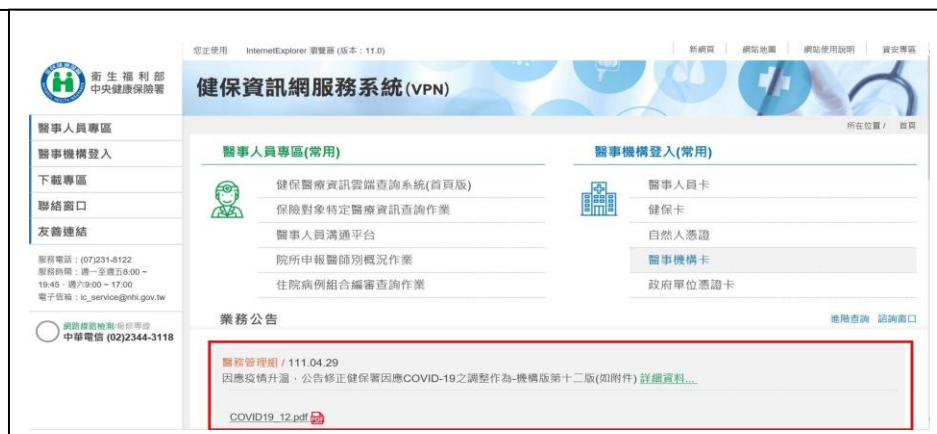 您正使用 InternetExplorer 瀏覽器 (版本：11.0)
新網頁 網站地圖 網站使用說明 資安專區
衛生福利部
中央健康保險署
健保資訊網服務系統(VPN)
所在位置/ 首頁
醫事人員專區
醫事機構登入
下載專區
聯絡窗口
友善連結
服務電話：(07)231-8122
服務時間：週一至週五8:00 ~
19:45，週六9:00 ~ 17:00
電子信箱：ic_service@nhi.gov.tw
網路線路檢測/報修專線
中華電信 (02)2344-3118
醫事人員專區(常用)
健保醫療資訊雲端查詢系統(首頁版)
保險對象特定醫療資訊查詢作業
醫事人員溝通平台
院所申報醫師別概況作業
住院病例組合編審查詢作業
醫事機構登入(常用)
醫事人員卡
健保卡
自然人憑證
醫事機構卡
政府單位憑證卡
業務公告
進階查詢 諮詢窗口
醫務管理組 / 111.04.29
因應疫情升溫，公告修正健保署因應COVID-19之調整作為-機構版第十二版(如附件) 詳細資料...
COVID19_12.pdf